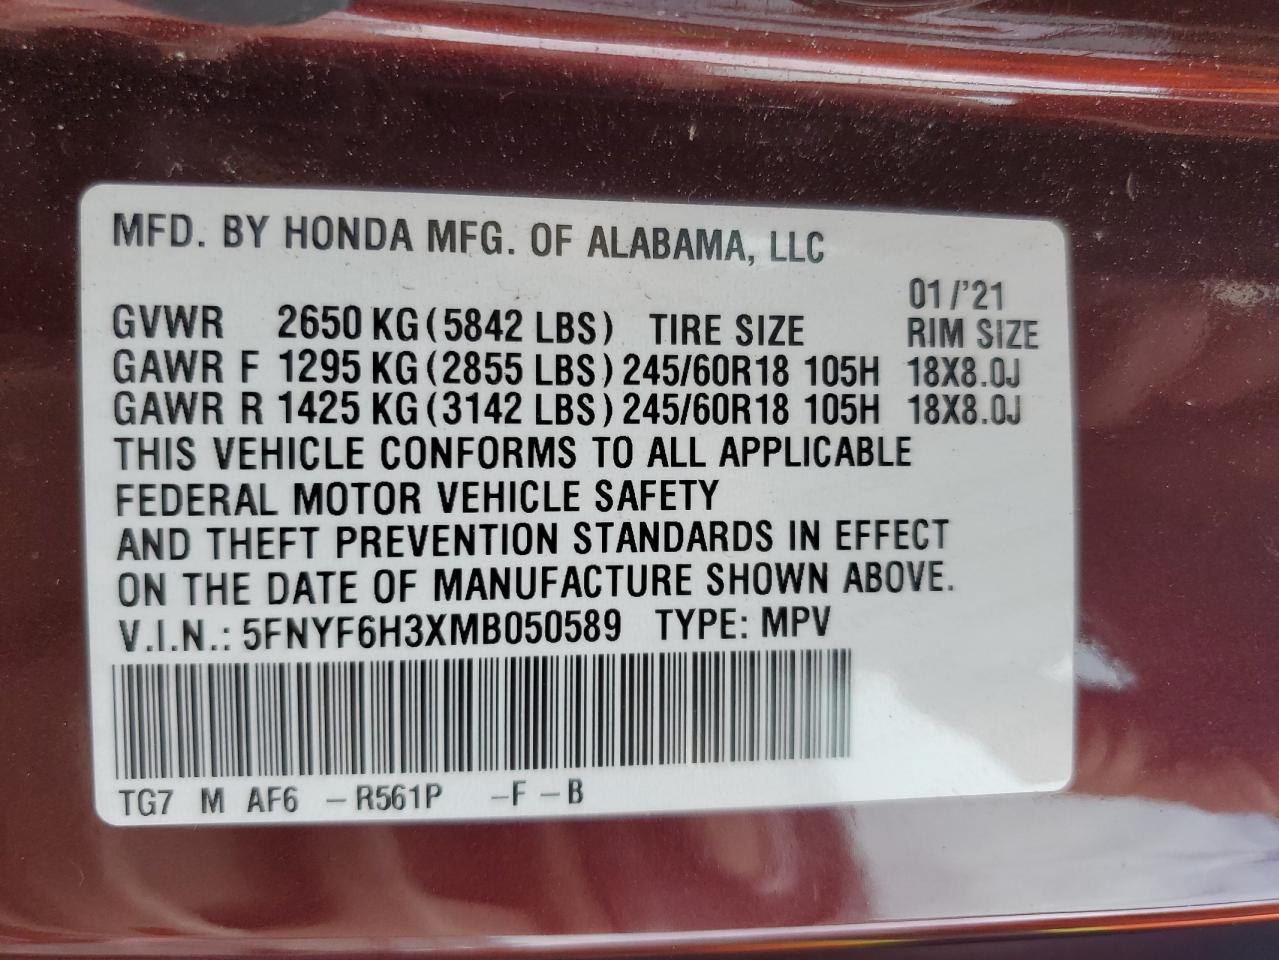 MFD. BY HONDA MFG. OF ALABAMA, LLC
01/'21
GVWR 2650 KG (5842 LBS) TIRE SIZE RIM SIZE
GAWR F 1295 KG (2855 LBS) 245/60R18 105H 18X8.0J
GAWR R 1425 KG (3142 LBS) 245/60R18 105H 18X8.0J
THIS VEHICLE CONFORMS TO ALL APPLICABLE
FEDERAL MOTOR VEHICLE SAFETY
AND THEFT PREVENTION STANDARDS IN EFFECT
ON THE DATE OF MANUFACTURE SHOWN ABOVE.
V.I.N.: 5FNYF6H3XMB050589 TYPE: MPV
TG7 M AF6 –R561P –F –B